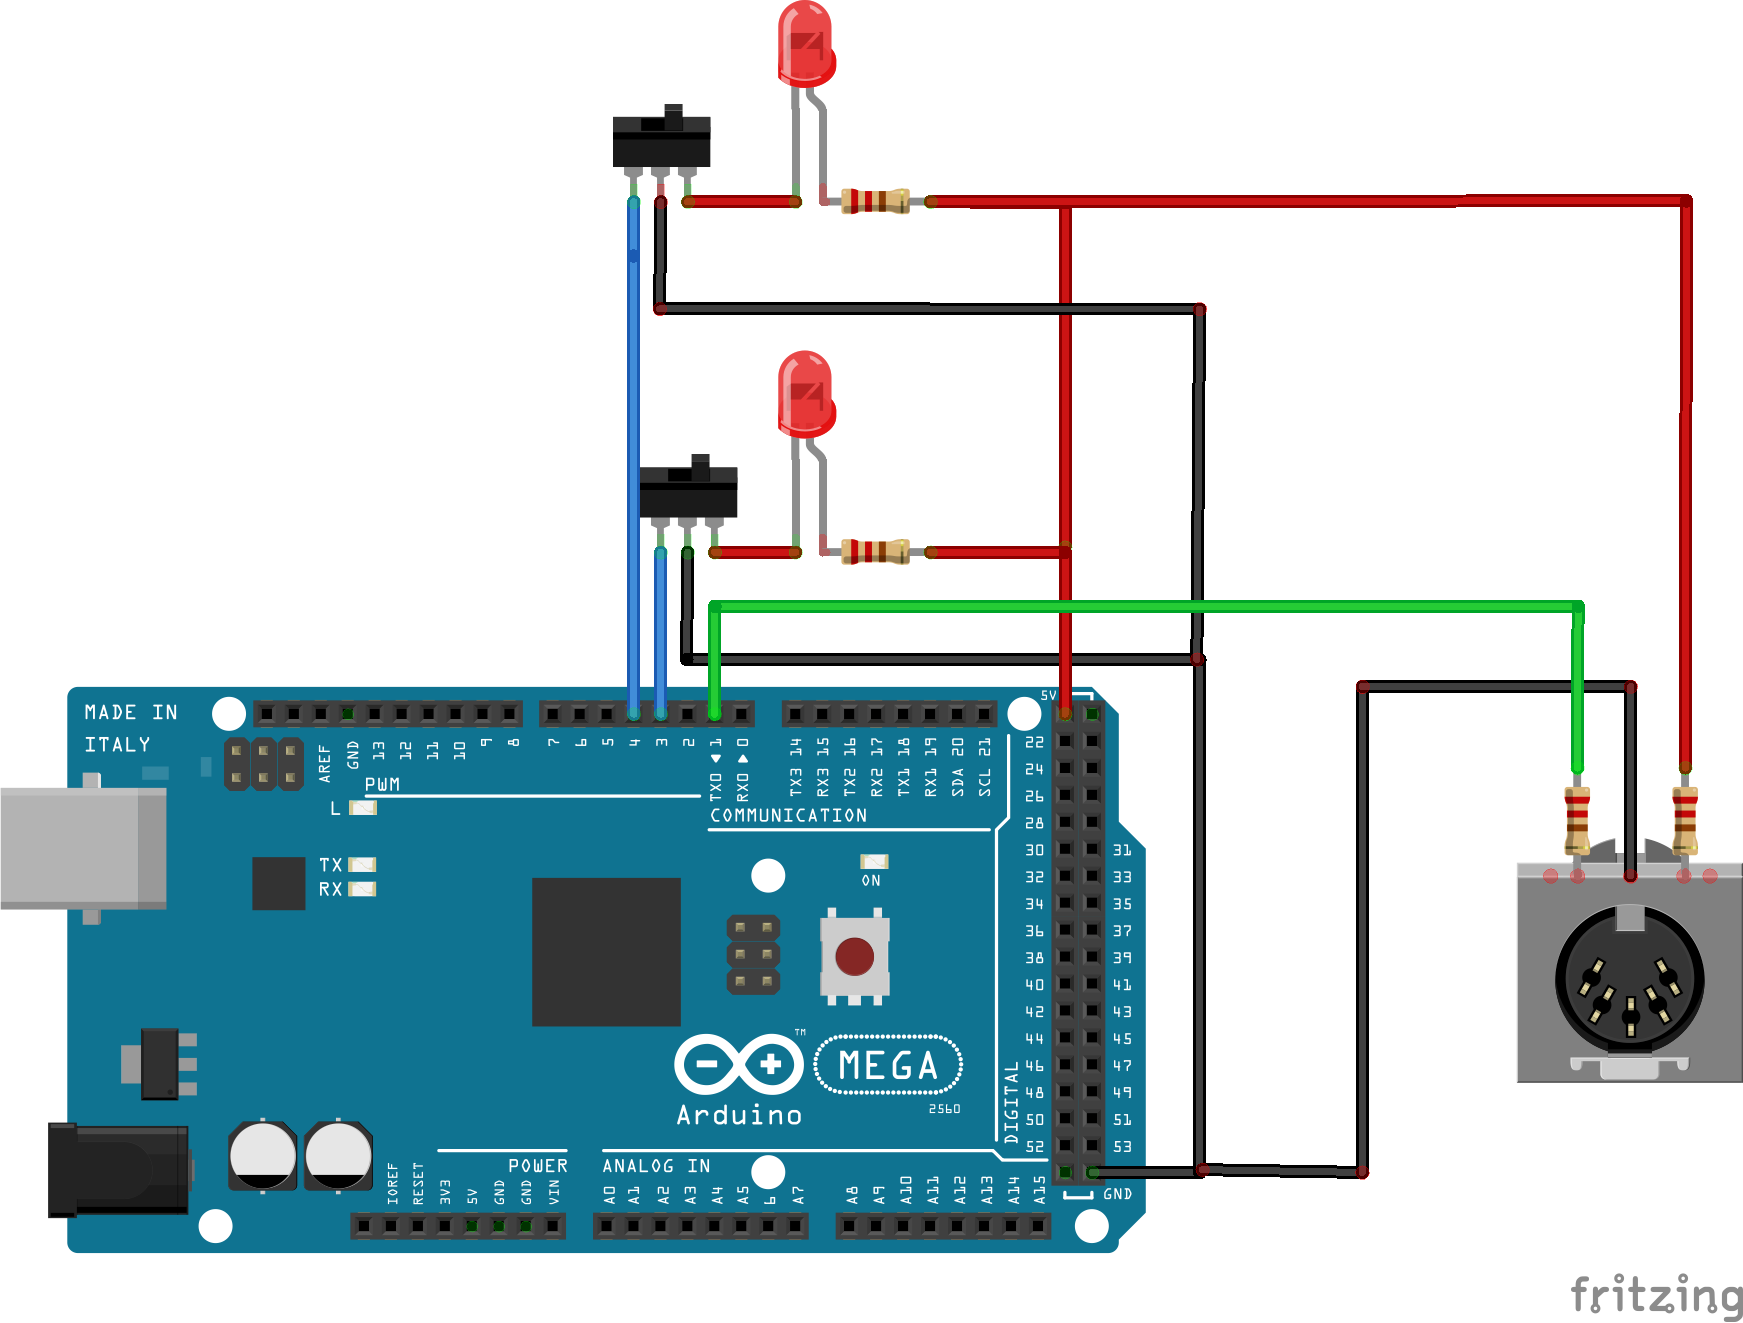 MADE IN
ITALY
AREF
GND
13
12
11
10
9
8
7
6
5
4
3
2
TX0 1
RX0 0
TX3 14
RX3 15
TX2 16
RX2 17
TX1 18
RX1 19
SDA 20
SCL 21
5V
PWM
L
COMMUNICATION
TX
RX
ON
22
24
26
28
30 31
32 33
34 35
36 37
38 39
40 41
42 43
44 45
46 47
48 49
50 51
52 53
DIGITAL
GND
TM
MEGA
2560
Arduino
POWER
ANALOG IN
IOREF
RESET
3V3
5V
GND
GND
VIN
A0
A1
A2
A3
A4
A5
6
A7
A8
A9
A10
A11
A12
A13
A14
A15
fritzing